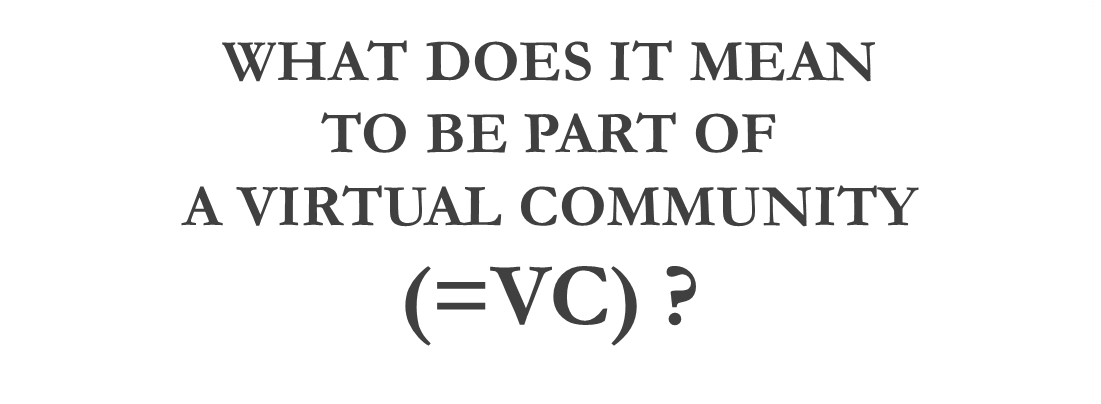 WHAT DOES IT MEAN
TO BE PART OF
A VIRTUAL COMMUNITY
(=VC) ?